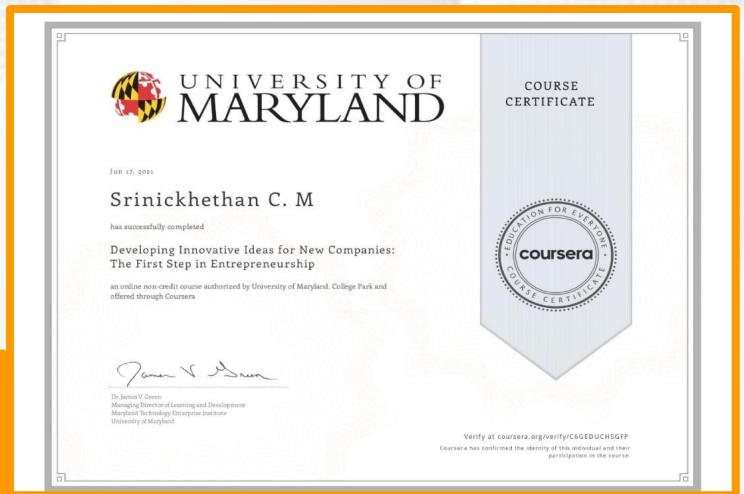 UNIVERSITY OF
MARYLAND
COURSE
CERTIFICATE
Jun 17, 2021
Srinickhethan C. M
has successfully completed
Developing Innovative Ideas for New Companies:
The First Step in Entrepreneurship
an online non-credit course authorized by University of Maryland, College Park and
offered through Coursera
EDUCATION FOR EVERYONE
coursera
COURSE CERTIFICATE
James V Green
Dr. James V. Green
Managing Director of Learning and Development
Maryland Technology Enterprise Institute
University of Maryland
Verify at coursera.org/verify/C6GEDUCHSGFP
Coursera has confirmed the identity of this individual and their
participation in the course.